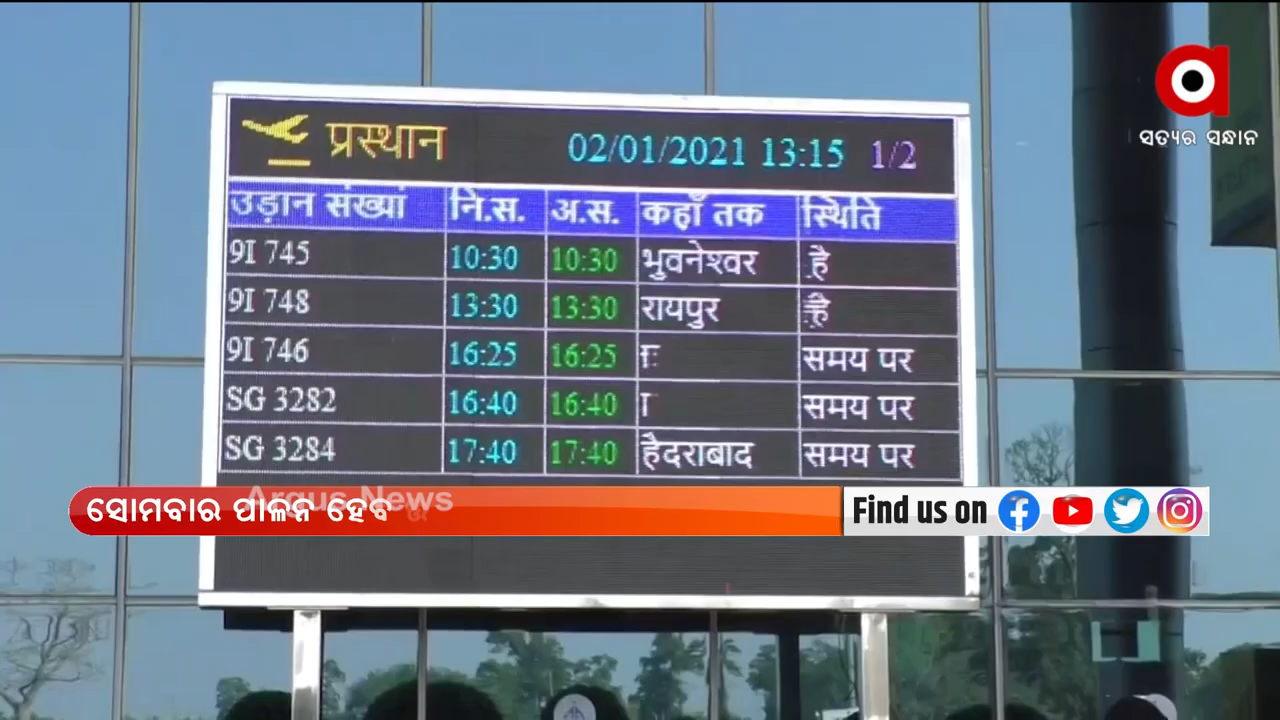 ସତ୍ୟର ସନ୍ଧାନ
प्रस्थान 02/01/2021 13:15 1/2
उड़ान संख्यां नि.स. अ.स. कहाँ तक स्थिति
9I 745 10:30 10:30 भुवनेश्वर है
9I 748 13:30 13:30 रायपुर है
9I 746 16:25 16:25 समय पर
SG 3282 16:40 16:40 समय पर
SG 3284 17:40 17:40 हैदराबाद समय पर
Argus News
ସୋମବାର ପାଳନ ହେବ
Find us on